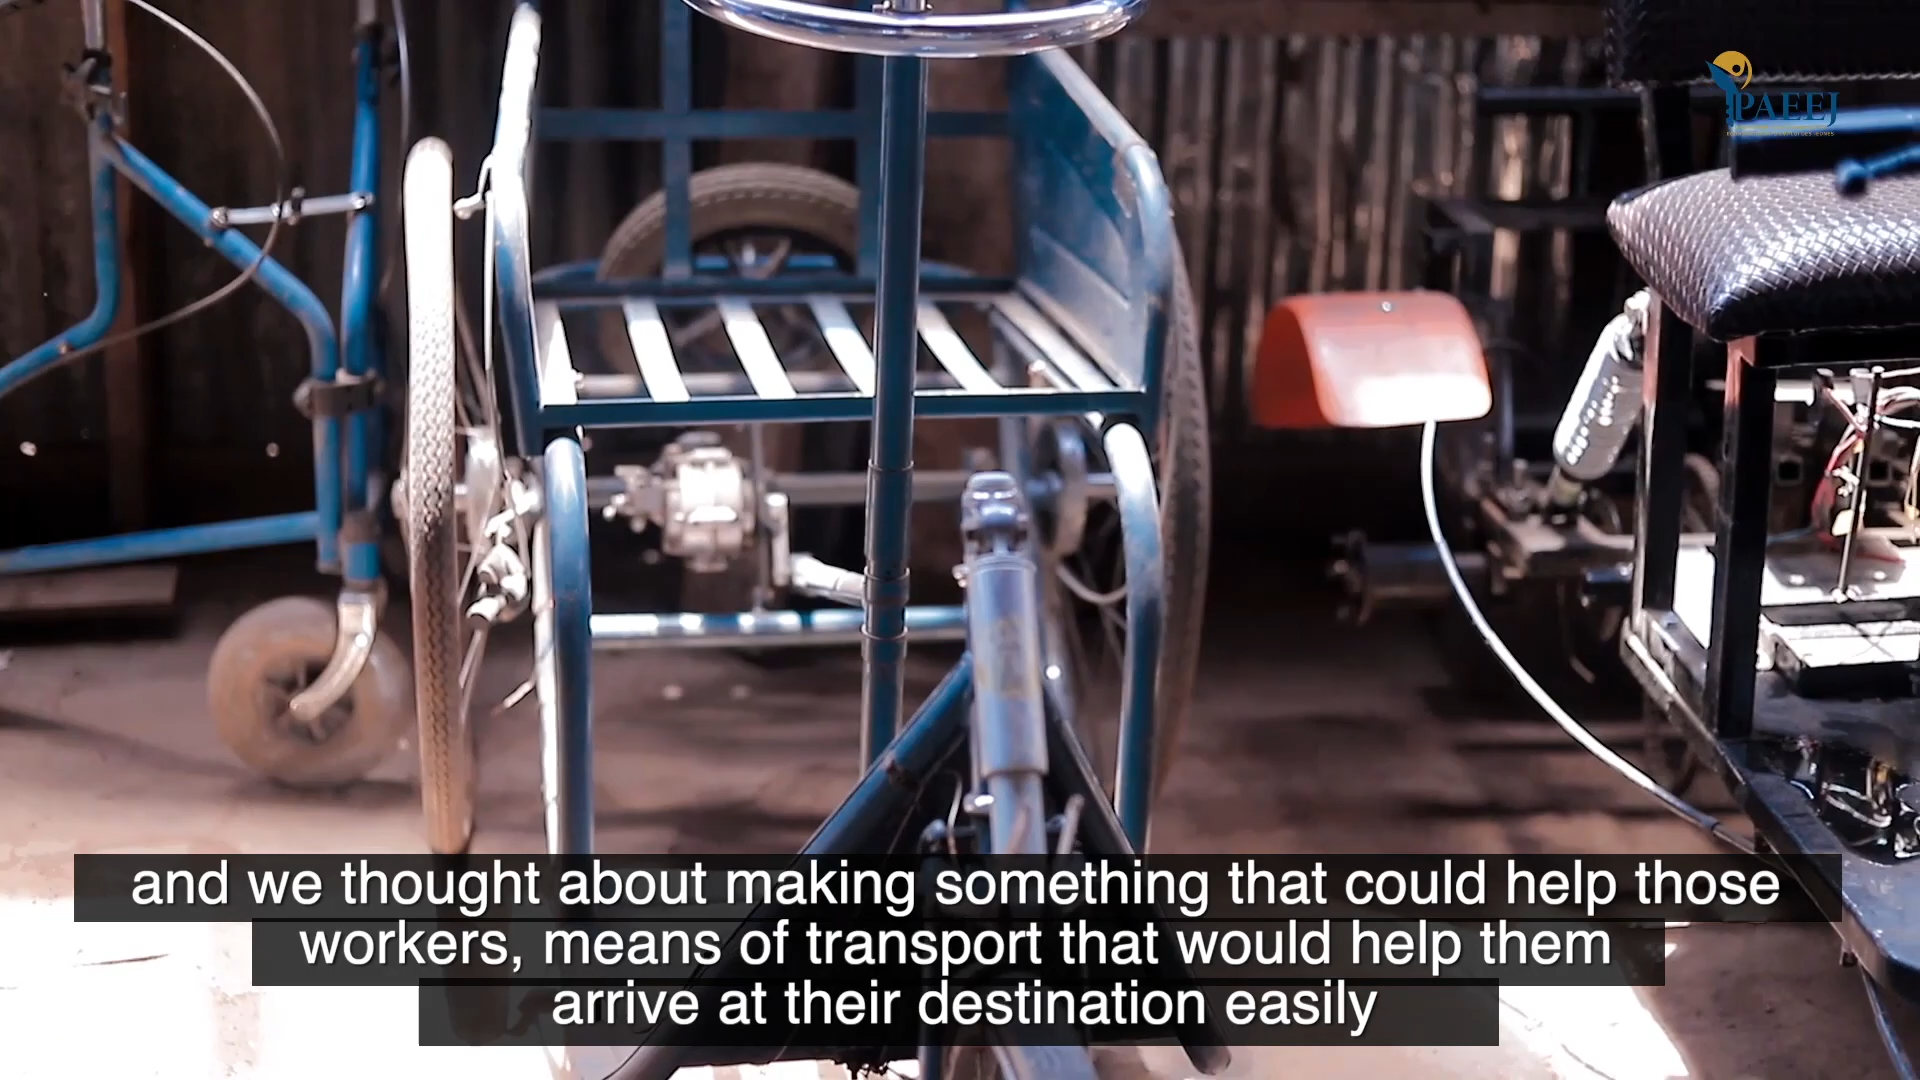 PAEEJ
and we thought about making something that could help those
workers, means of transport that would help them
arrive at their destination easily